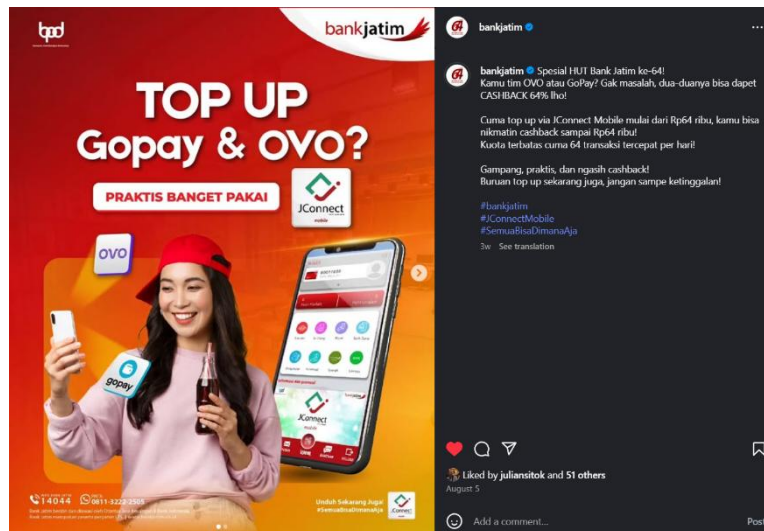 bpd
bankjatim
TOP UP
Gopay & OVO?
PRAKTIS BANGET PAKAI
JConnect
mobile
OVO
gopay
JConnect
mobile
14044
0811-3222-2505
Unduh Sekarang Juga!
#SemuaBisaDimanaAja
JConnect
bankjatim
bankjatim Spesial HUT Bank Jatim ke-64!
Kamu tim OVO atau GoPay? Gak masalah, dua-duanya bisa dapet
CASHBACK 64% lho!
Cuma top up via JConnect Mobile mulai dari Rp64 ribu, kamu bisa
nikmatin cashback sampai Rp64 ribu!
Kuota terbatas cuma 64 transaksi tercepat per hari!
Gampang, praktis, dan ngasih cashback!
Buruan top up sekarang juga, jangan sampe ketinggalan!
#bankjatim
#JConnectMobile
#SemuaBisaDimanaAja
3w See translation
Liked by juliansitok and 51 others
August 5
Add a comment...
Post